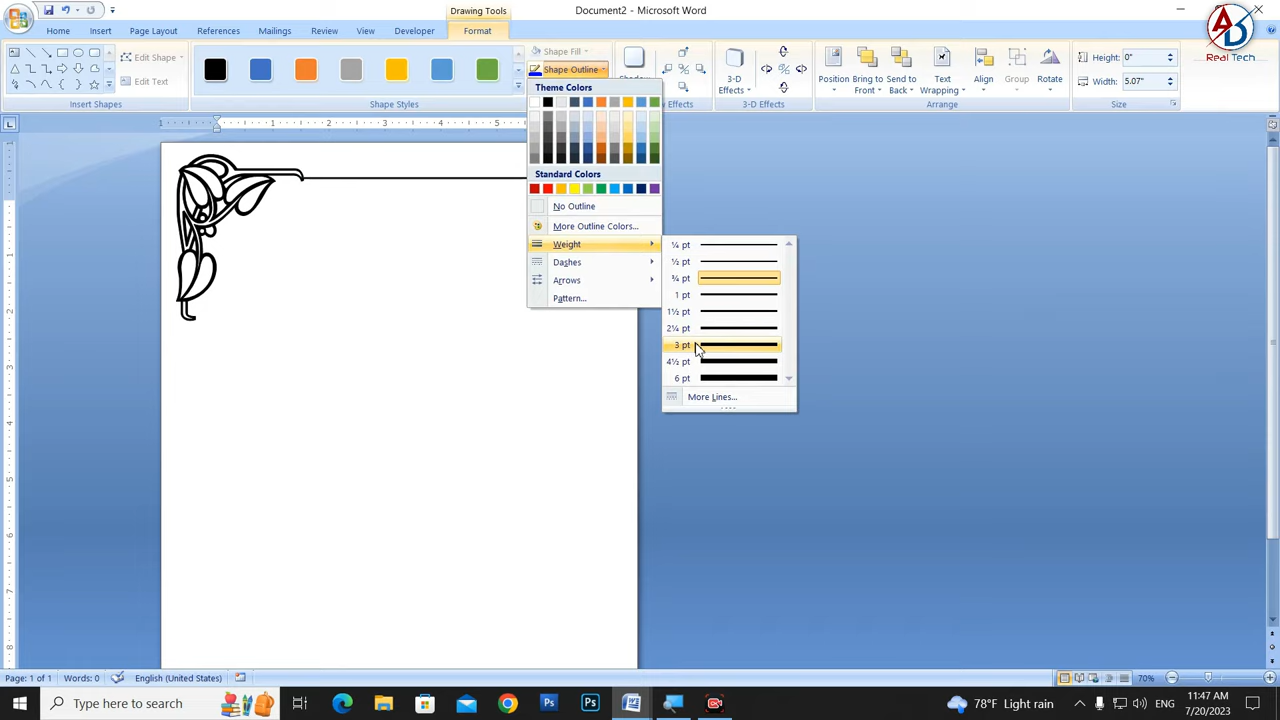 Document2 - Microsoft Word
Drawing Tools
Home Insert Page Layout References Mailings Review View Developer Format
AD
Real Tech
Edit Shape
Edit Text
Insert Shapes
Shape Styles
Shape Fill
Shape Outline
3-D
Effects
3-D Effects
Position
Bring to
Front
Send to
Back
Text
Wrapping
Align
Group
Rotate
Arrange
Height: 0"
Width: 5.07"
Size
Theme Colors
Standard Colors
No Outline
More Outline Colors...
Weight
Dashes
Arrows
Pattern...
¼ pt
½ pt
¾ pt
1 pt
1½ pt
2¼ pt
3 pt
4½ pt
6 pt
More Lines...
Page: 1 of 1 Words: 0 English (United States) 70%
Type here to search
78°F Light rain
ENG
11:47 AM
7/20/2023